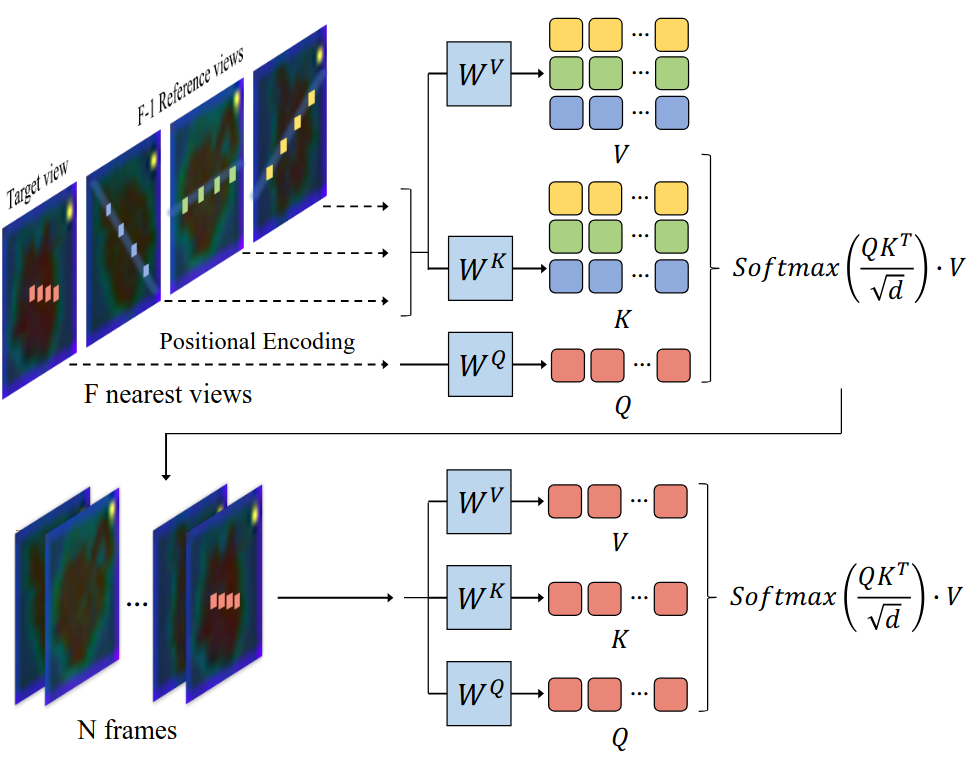 Target view
F-1 Reference views
Positional Encoding
F nearest views
W^V
V
W^K
K
W^Q
Q
Softmax(QK^T/√d)·V
N frames
W^V
V
W^K
K
W^Q
Q
Softmax(QK^T/√d)·V